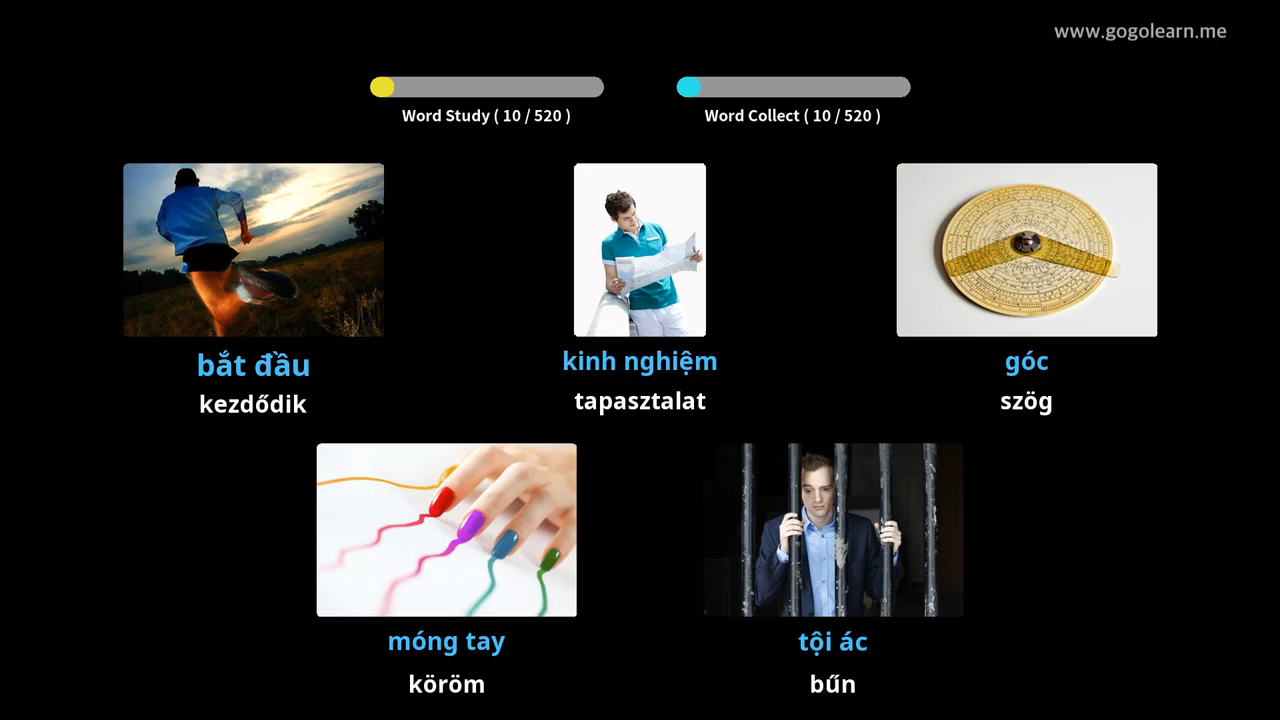 www.gogolearn.me
Word Study ( 10 / 520 )
Word Collect ( 10 / 520 )
bắt đầu
kezdődik
kinh nghiệm
tapasztalat
góc
szög
móng tay
köröm
tội ác
bűn